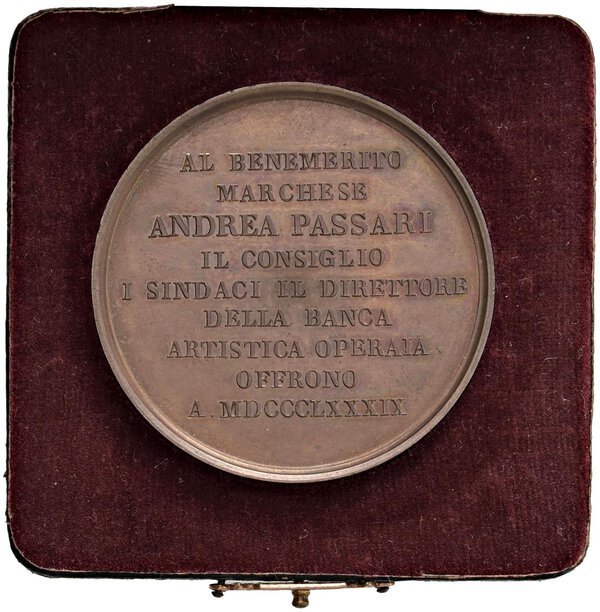 AL BENEMERITO
MARCHESE
ANDREA PASSARI
IL CONSIGLIO
I SINDACI IL DIRETTORE
DELLA BANCA
ARTISTICA OPERAIA
OFFRONO
A. MDCCCLXXXIX